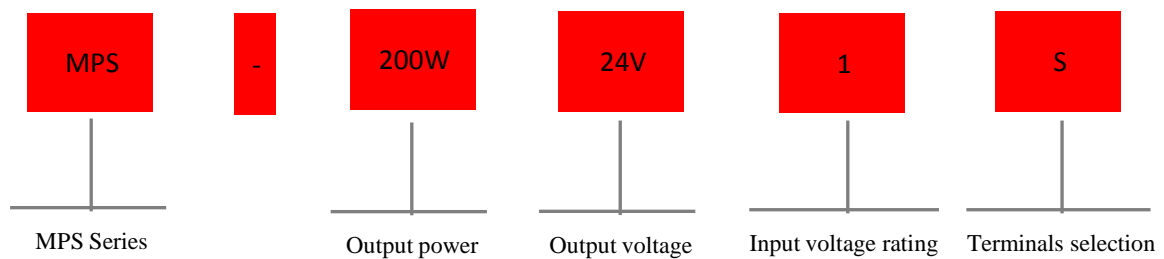 MPS - 200W 24V 1 S
MPS Series Output power Output voltage Input voltage rating Terminals selection